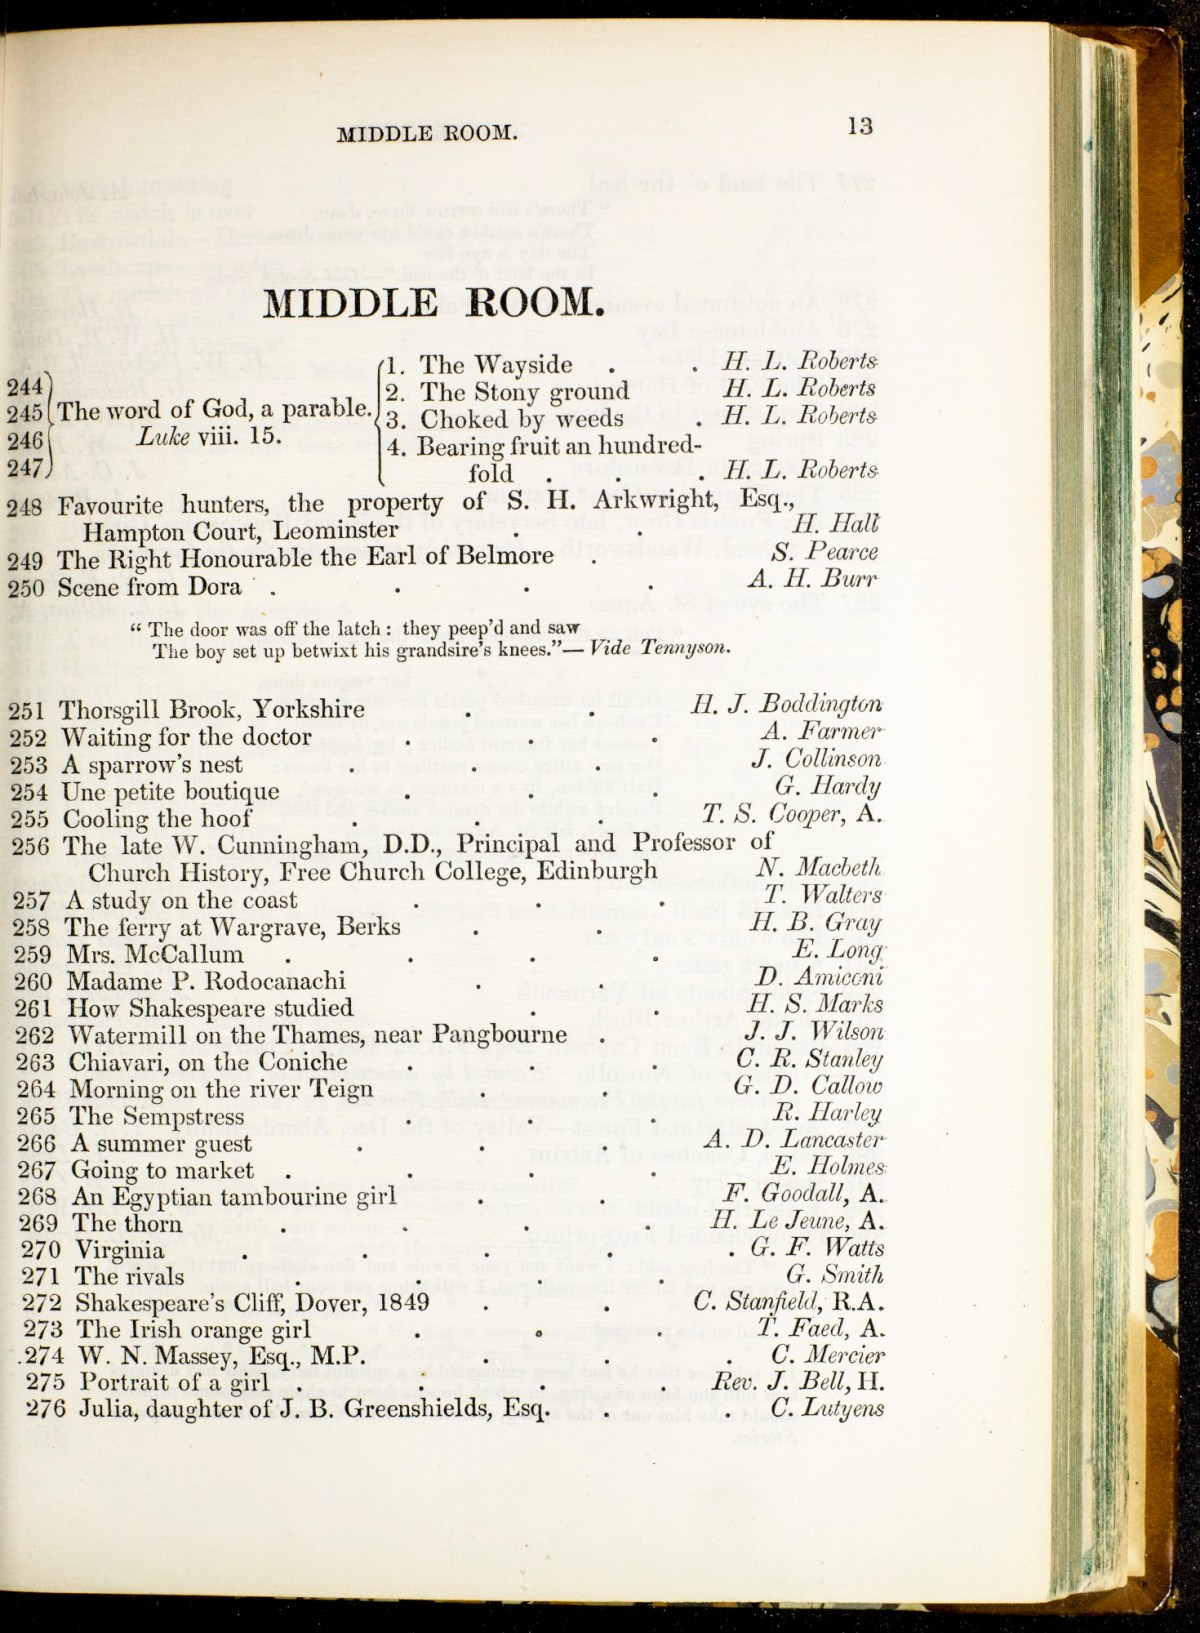 MIDDLE ROOM. 13
MIDDLE ROOM.
244 245 246 247 The word of God, a parable. Luke viii. 15.
1. The Wayside . . H. L. Roberts
2. The Stony ground H. L. Roberts
3. Choked by weeds . H. L. Roberts
4. Bearing fruit an hundred-
fold . . . H. L. Roberts
248 Favourite hunters, the property of S. H. Arkwright, Esq.,
Hampton Court, Leominster . . H. Hall
249 The Right Honourable the Earl of Belmore . S. Pearce
250 Scene from Dora . . . . A. H. Burr
“ The door was off the latch : they peep’d and saw
The boy set up betwixt his grandsire’s knees.”— Vide Tennyson.
251 Thorsgill Brook, Yorkshire . . H. J. Boddington
252 Waiting for the doctor . . . A. Farmer
253 A sparrow’s nest . . . J. Collinson
254 Une petite boutique . . . G. Hardy
255 Cooling the hoof . . . T. S. Cooper, A.
256 The late W. Cunningham, D.D., Principal and Professor of
Church History, Free Church College, Edinburgh N. Macbeth
257 A study on the coast . . . T. Walters
258 The ferry at Wargrave, Berks . . H. B. Gray
259 Mrs. McCallum . . . . E. Long
260 Madame P. Rodocanachi . . D. Amiconi
261 How Shakespeare studied . . H. S. Marks
262 Watermill on the Thames, near Pangbourne . J. J. Wilson
263 Chiavari, on the Coniche . . . C. R. Stanley
264 Morning on the river Teign . . G. D. Callow
265 The Sempstress . . . . R. Harley
266 A summer guest . . . A. D. Lancaster
267 Going to market . . . . E. Holmes
268 An Egyptian tambourine girl . . F. Goodall, A.
269 The thorn . . . . H. Le Jeune, A.
270 Virginia . . . . . G. F. Watts
271 The rivals . . . . G. Smith
272 Shakespeare’s Cliff, Dover, 1849 . . C. Stanfield, R.A.
273 The Irish orange girl . . . T. Faed, A.
274 W. N. Massey, Esq., M.P. . . . C. Mercier
275 Portrait of a girl . . . . Rev. J. Bell, H.
276 Julia, daughter of J. B. Greenshields, Esq. . . C. Lutyens